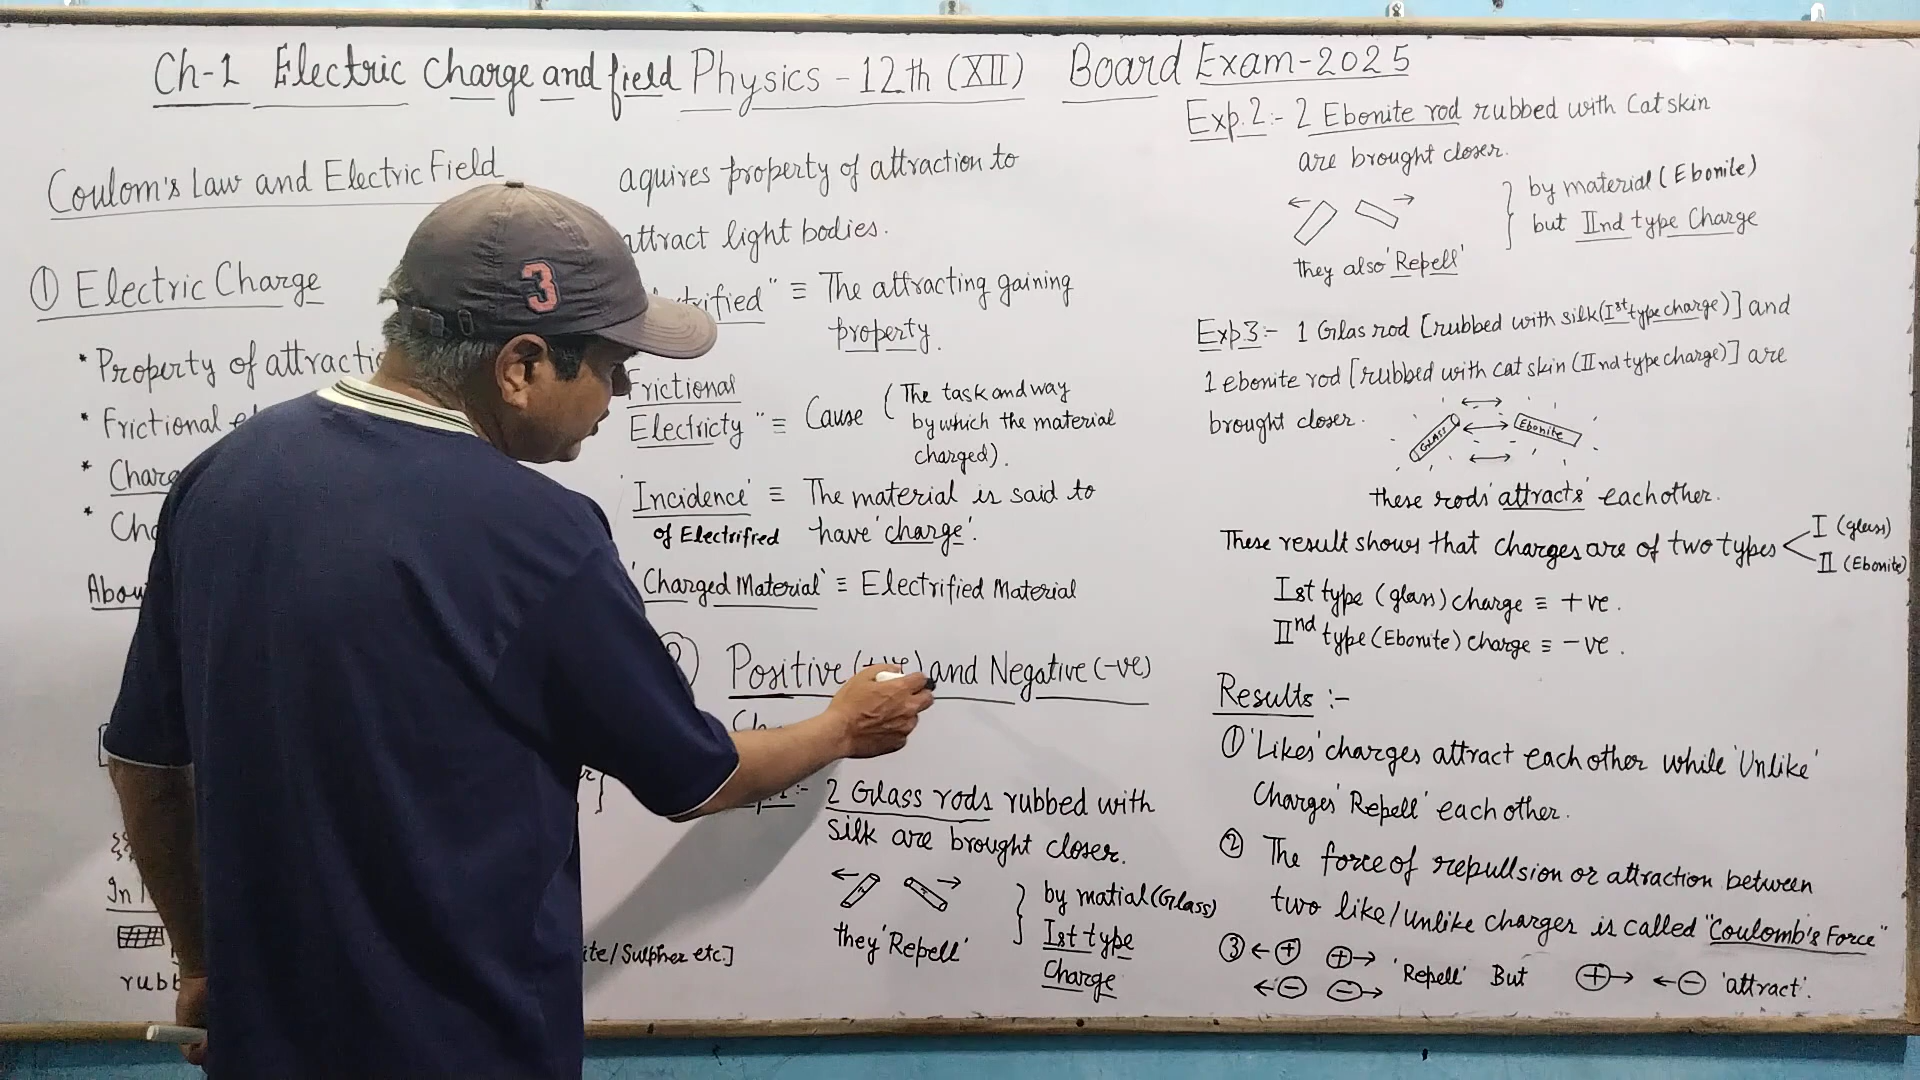 Ch-1 Electric Charge and field Physics - 12th (XII) Board Exam-2025
Coulom's Law and Electric Field
① Electric Charge
* Property of attractio
* Frictional e
* Charg
* Cha
Abou
In
rubb
ite/Sulpher etc.]
aquires property of attraction to
attract light bodies.
trified" ≡ The attracting gaining
property.
Frictional
Electricty" ≡ Cause (The task and way
by which the material
charged).
'Incidence' ≡ The material is said to
of Electrifred have 'charge'.
'Charged Material' ≡ Electrified Material
Positive (+ve) and Negative (-ve)
Ch
1:- 2 Glass rods rubbed with
silk are brought closer.
they 'Repell'
} by matial (Glass)
Ist type
Charge
3
Exp.2:- 2 Ebonite rod rubbed with Cat skin
are brought closer.
} by material (Ebonite)
but IInd type Charge
they also 'Repell'
Exp3:- 1 Glas rod [rubbed with silk (Ist type charge)] and
1 ebonite rod [rubbed with cat skin (IInd type charge)] are
brought closer.
GLASS Ebonite
these rods 'attracts' eachother.
These result shows that charges are of two types < I (glass)
II (Ebonite)
Ist type (glass) charge ≡ +ve.
IInd type (Ebonite) charge ≡ -ve.
Results :-
① 'Likes' charges attract each other while 'Unlike'
Charges 'Repell' each other.
② The force of repullsion or attraction between
two like/unlike charger is called "Coulomb's Force"
③ ← ⊕ ⊕ → 'Repell' But ⊕ → ← ⊖ 'attract'.
← ⊖ ⊖ →